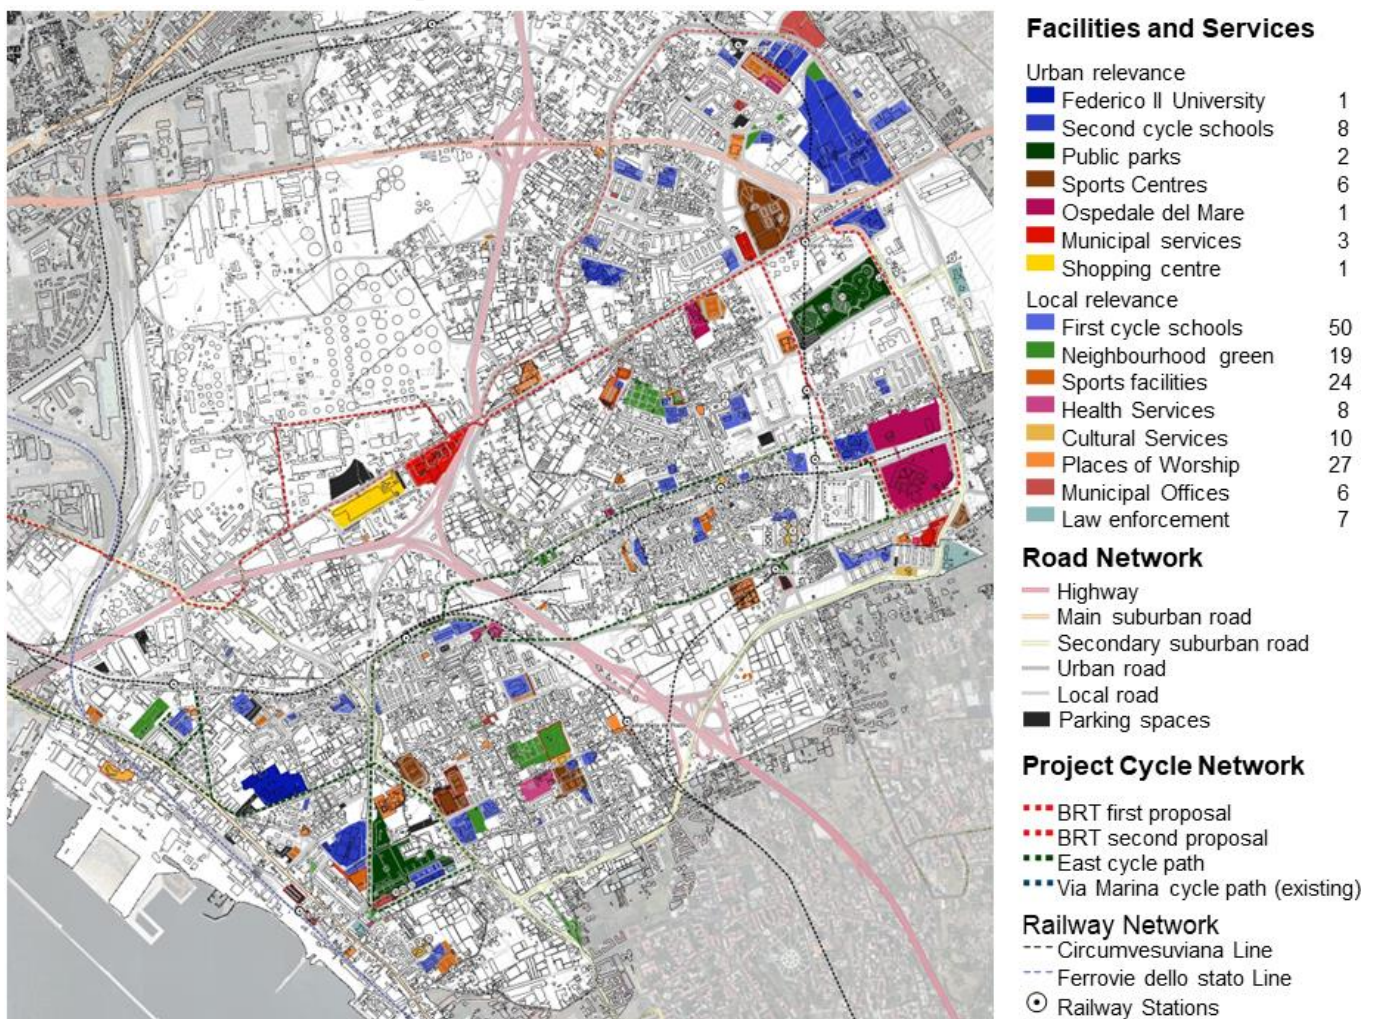 Facilities and Services
Urban relevance
Federico II University 1
Second cycle schools 8
Public parks 2
Sports Centres 6
Ospedale del Mare 1
Municipal services 3
Shopping centre 1
Local relevance
First cycle schools 50
Neighbourhood green 19
Sports facilities 24
Health Services 8
Cultural Services 10
Places of Worship 27
Municipal Offices 6
Law enforcement 7
Road Network
Highway
Main suburban road
Secondary suburban road
Urban road
Local road
Parking spaces
Project Cycle Network
BRT first proposal
BRT second proposal
East cycle path
Via Marina cycle path (existing)
Railway Network
Circumvesuviana Line
Ferrovie dello stato Line
Railway Stations